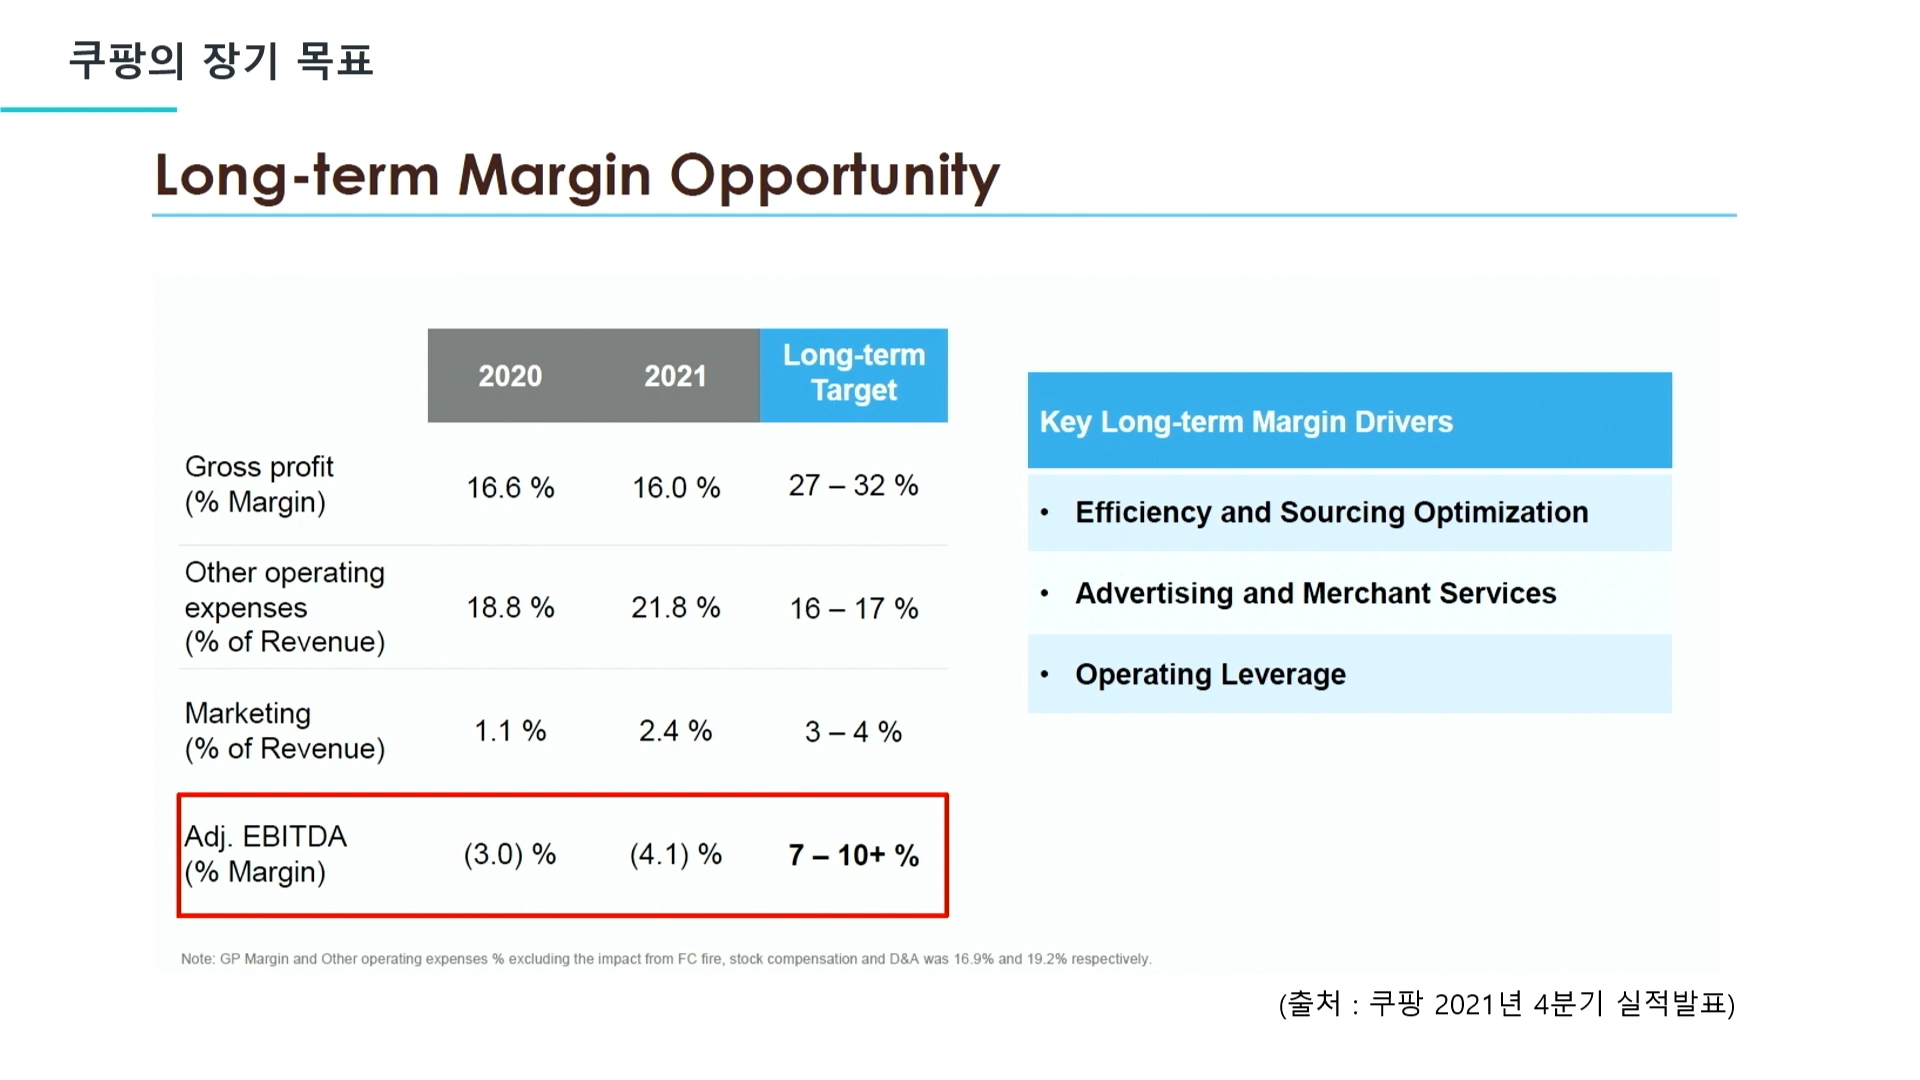 쿠팡의 장기 목표
Long-term Margin Opportunity
2020 2021 Long-term
Target
Gross profit
(% Margin) 16.6 % 16.0 % 27 – 32 %
Other operating
expenses
(% of Revenue) 18.8 % 21.8 % 16 – 17 %
Marketing
(% of Revenue) 1.1 % 2.4 % 3 – 4 %
Adj. EBITDA
(% Margin) (3.0) % (4.1) % 7 – 10+ %
Key Long-term Margin Drivers
• Efficiency and Sourcing Optimization
• Advertising and Merchant Services
• Operating Leverage
Note: GP Margin and Other operating expenses % excluding the impact from FC fire, stock compensation and D&A was 16.9% and 19.2% respectively.
(출처 : 쿠팡 2021년 4분기 실적발표)